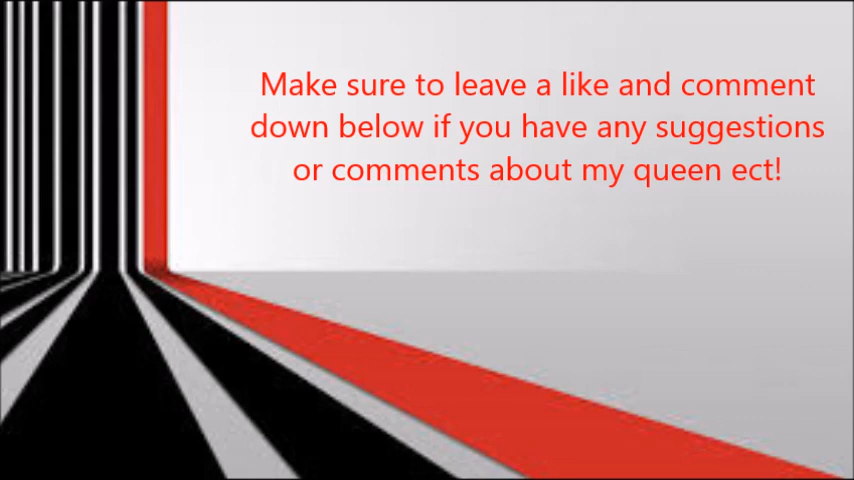 Make sure to leave a like and comment
down below if you have any suggestions
or comments about my queen ect!